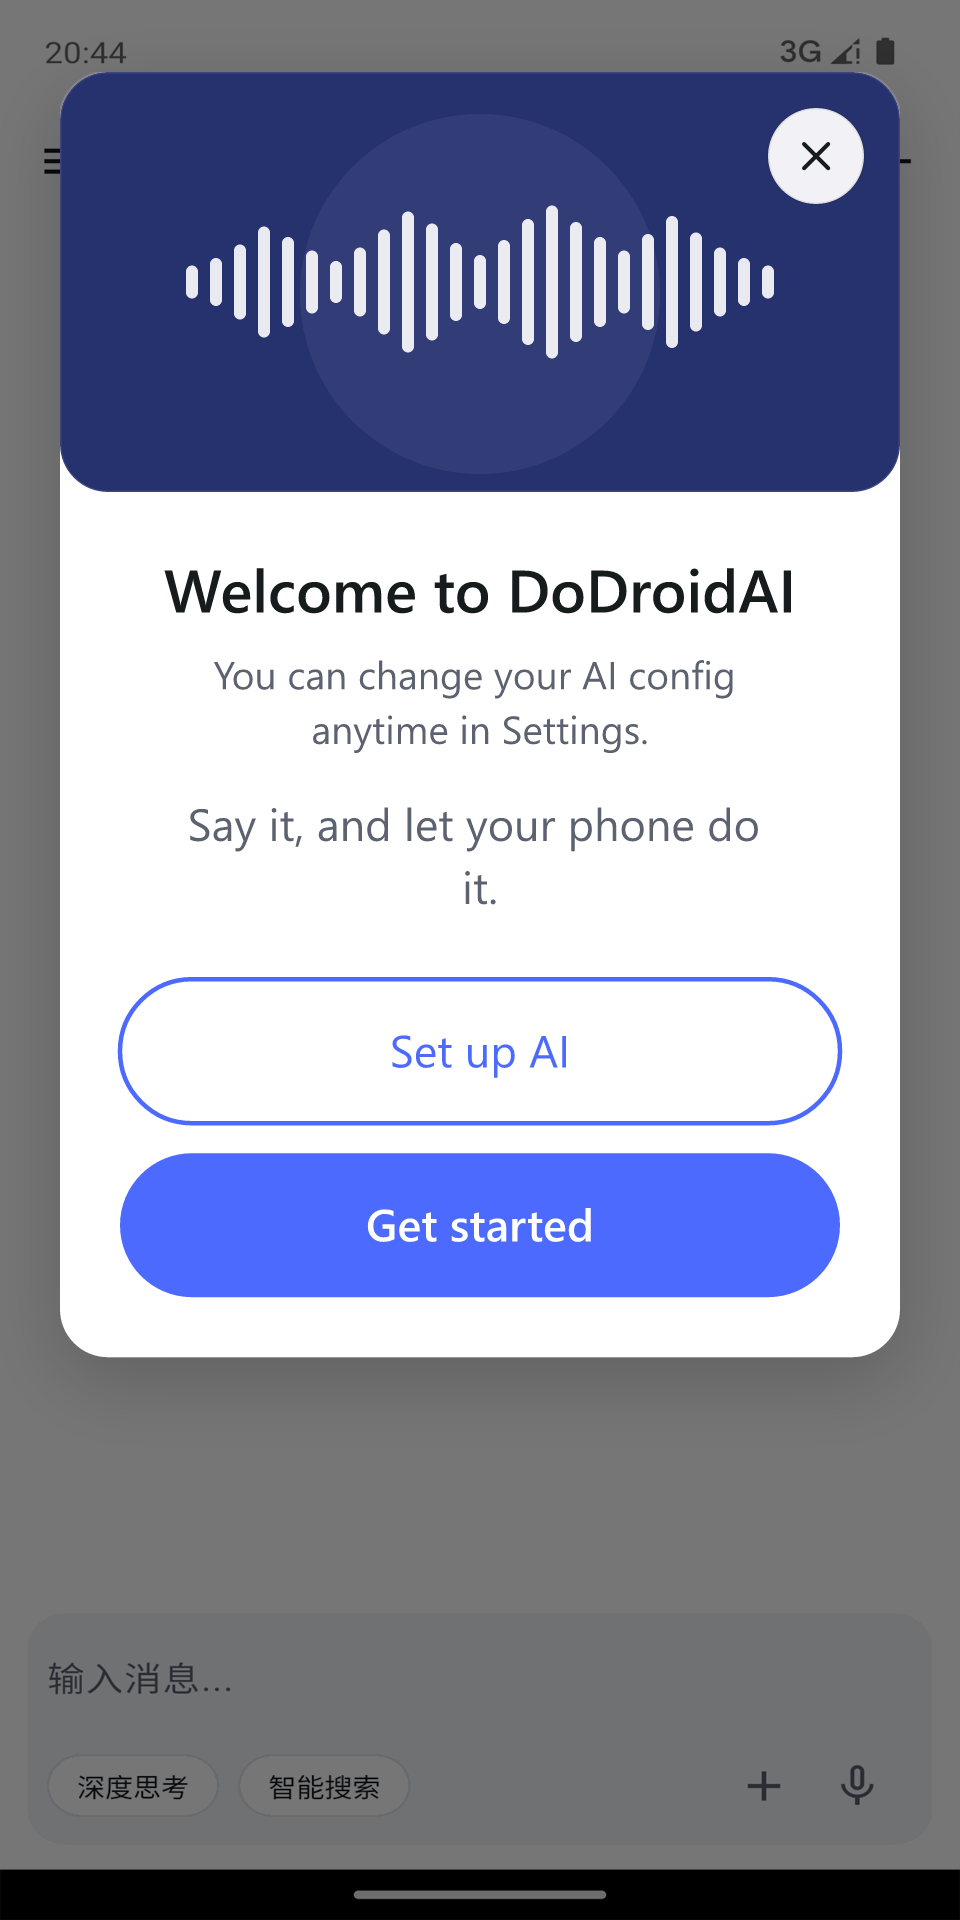 20:44
3G
Welcome to DoDroidAI
You can change your AI config
anytime in Settings.
Say it, and let your phone do
it.
Set up AI
Get started
输入消息...
深度思考
智能搜索